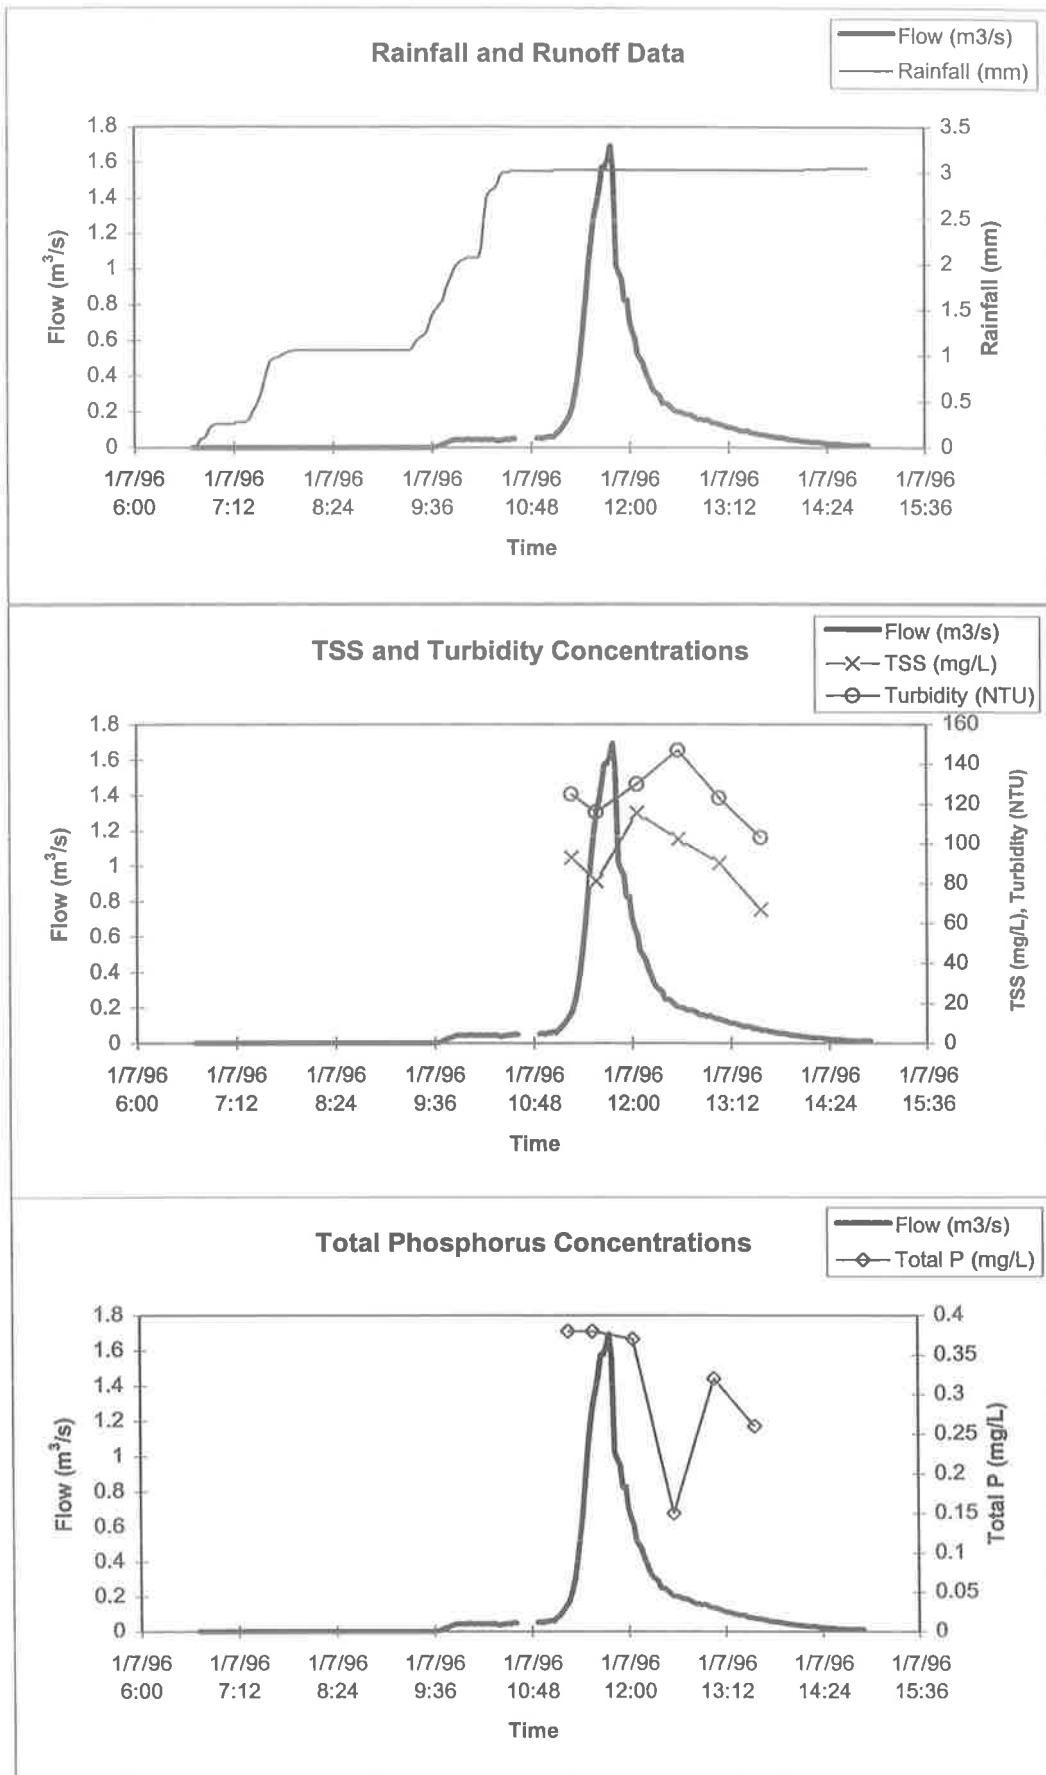 Rainfall and Runoff Data
Flow (m3/s)
Rainfall (mm)
1.8
1.6
1.4
1.2
1
0.8
0.6
0.4
0.2
0
Flow (m³/s)
3.5
3
2.5
2
1.5
1
0.5
0
Rainfall (mm)
1/7/96 1/7/96 1/7/96 1/7/96 1/7/96 1/7/96 1/7/96 1/7/96 1/7/96
6:00 7:12 8:24 9:36 10:48 12:00 13:12 14:24 15:36
Time
TSS and Turbidity Concentrations
Flow (m3/s)
TSS (mg/L)
Turbidity (NTU)
1.8
1.6
1.4
1.2
1
0.8
0.6
0.4
0.2
0
Flow (m³/s)
160
140
120
100
80
60
40
20
0
TSS (mg/L), Turbidity (NTU)
1/7/96 1/7/96 1/7/96 1/7/96 1/7/96 1/7/96 1/7/96 1/7/96 1/7/96
6:00 7:12 8:24 9:36 10:48 12:00 13:12 14:24 15:36
Time
Total Phosphorus Concentrations
Flow (m3/s)
Total P (mg/L)
1.8
1.6
1.4
1.2
1
0.8
0.6
0.4
0.2
0
Flow (m³/s)
0.4
0.35
0.3
0.25
0.2
0.15
0.1
0.05
0
Total P (mg/L)
1/7/96 1/7/96 1/7/96 1/7/96 1/7/96 1/7/96 1/7/96 1/7/96 1/7/96
6:00 7:12 8:24 9:36 10:48 12:00 13:12 14:24 15:36
Time